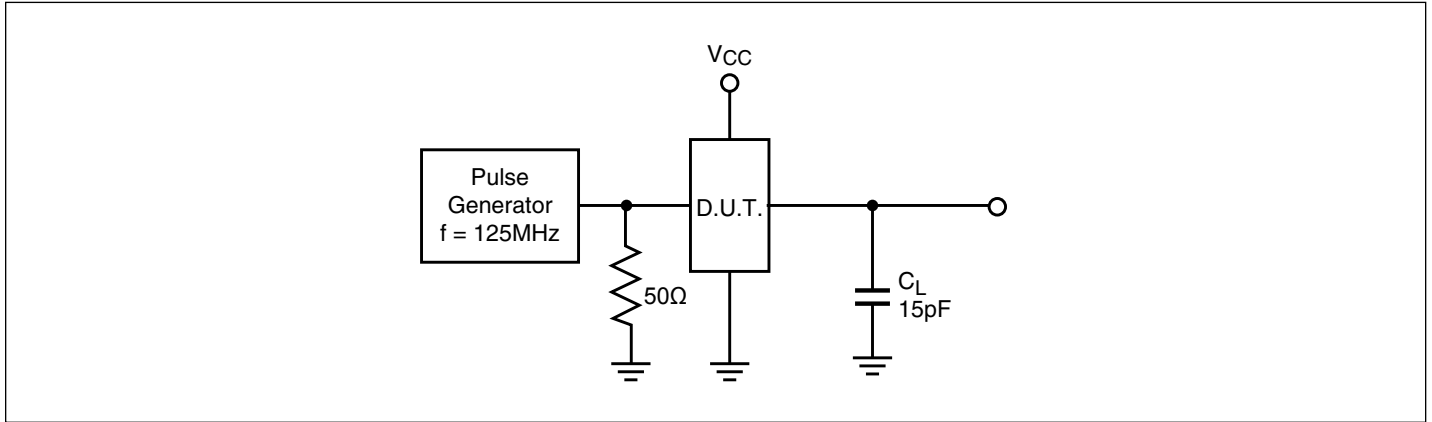 VCC
Pulse
Generator
f = 125MHz
D.U.T.
50Ω
CL
15pF